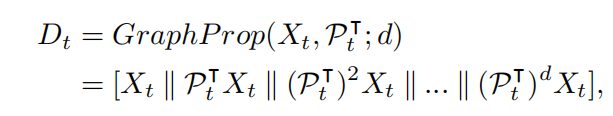 D_t = GraphProp(X_t, 𝒫_t^⊤; d)
= [X_t ∥ 𝒫_t^⊤ X_t ∥ (𝒫_t^⊤)^2 X_t ∥ ... ∥ (𝒫_t^⊤)^d X_t],